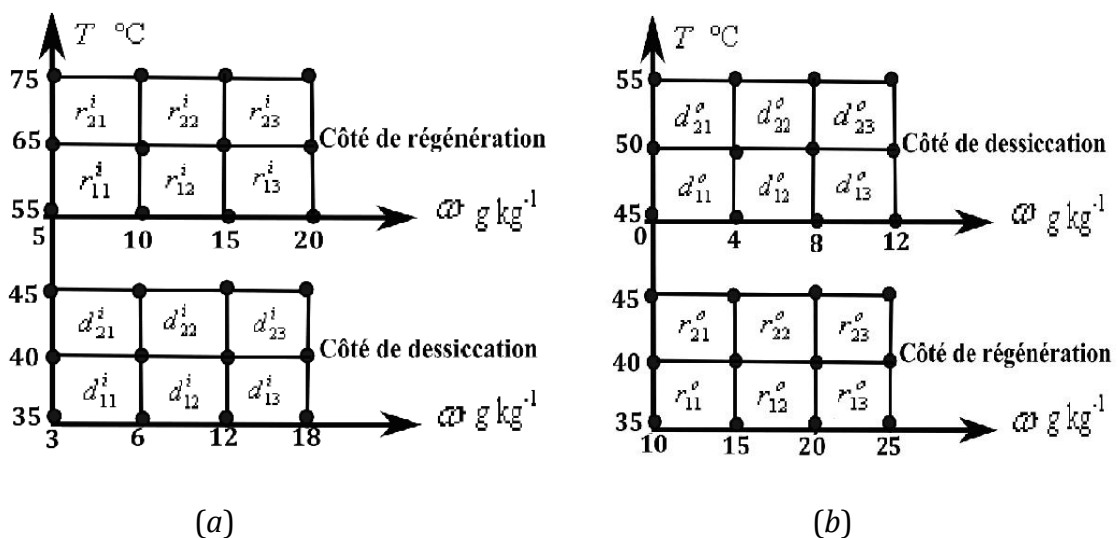 T °C
75
r^i_21 r^i_22 r^i_23
65 Côté de régénération
r^i_11 r^i_12 r^i_13
55
ω g kg^-1
5 10 15 20
45
d^i_21 d^i_22 d^i_23
40 Côté de dessiccation
d^i_11 d^i_12 d^i_13
35
ω g kg^-1
3 6 12 18
(a)
T °C
55
d^o_21 d^o_22 d^o_23
50 Côté de dessiccation
d^o_11 d^o_12 d^o_13
45
ω g kg^-1
0 4 8 12
45
r^o_21 r^o_22 r^o_23
40 Côté de régénération
r^o_11 r^o_12 r^o_13
35
ω g kg^-1
10 15 20 25
(b)